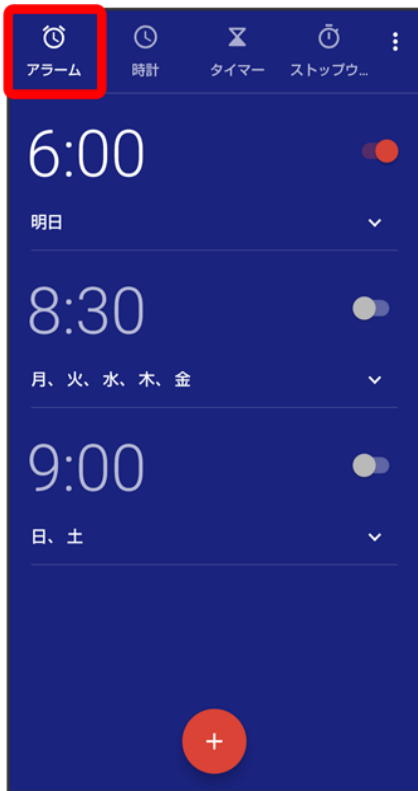 アラーム 時計 タイマー ストップウ...
6:00
明日
8:30
月、火、水、木、金
9:00
日、土